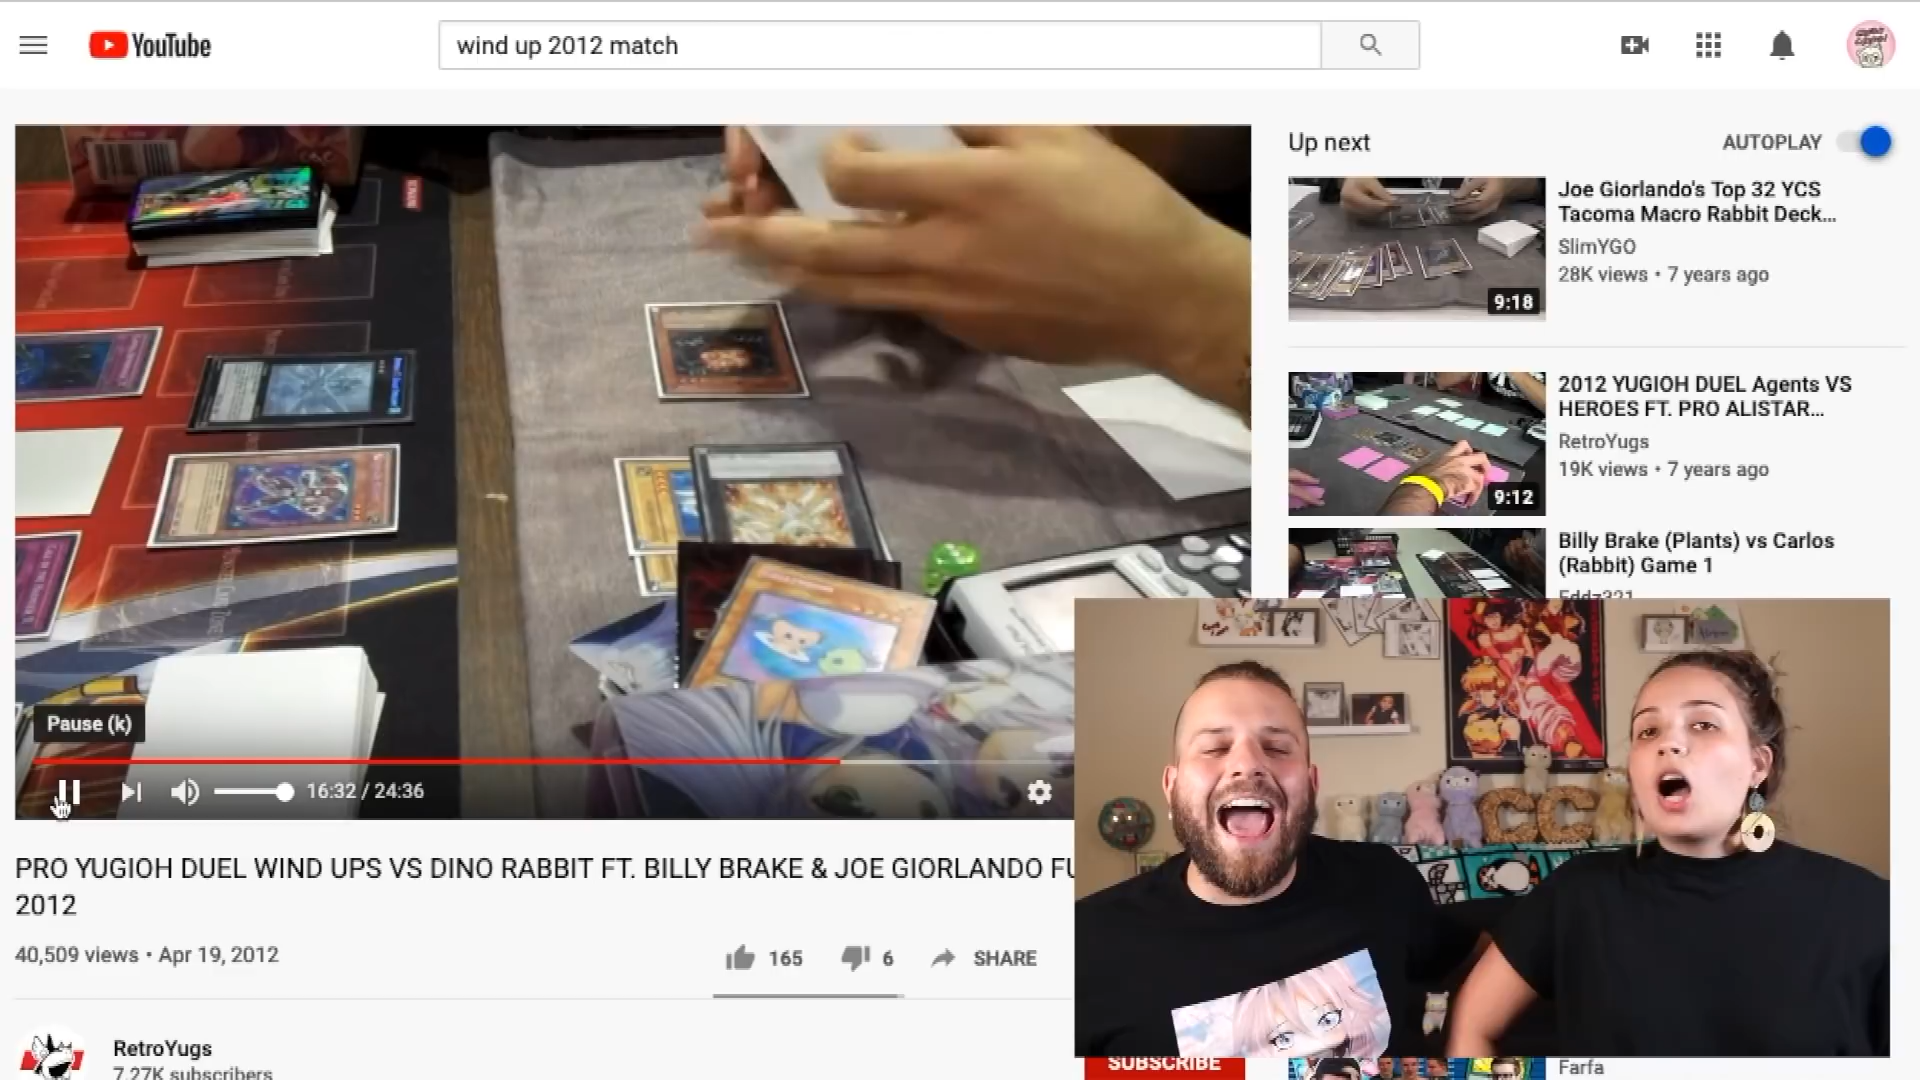 YouTube
wind up 2012 match
Up next
AUTOPLAY
Joe Giorlando's Top 32 YCS
Tacoma Macro Rabbit Deck...
SlimYGO
28K views • 7 years ago
9:18
2012 YUGIOH DUEL Agents VS
HEROES FT. PRO ALISTAR...
RetroYugs
19K views • 7 years ago
9:12
Billy Brake (Plants) vs Carlos
(Rabbit) Game 1
Eddz321
Pause (k)
16:32 / 24:36
CC
PRO YUGIOH DUEL WIND UPS VS DINO RABBIT FT. BILLY BRAKE & JOE GIORLANDO FU
2012
40,509 views • Apr 19, 2012
165
6
SHARE
RetroYugs
7.27K subscribers
SUBSCRIBE
Farfa